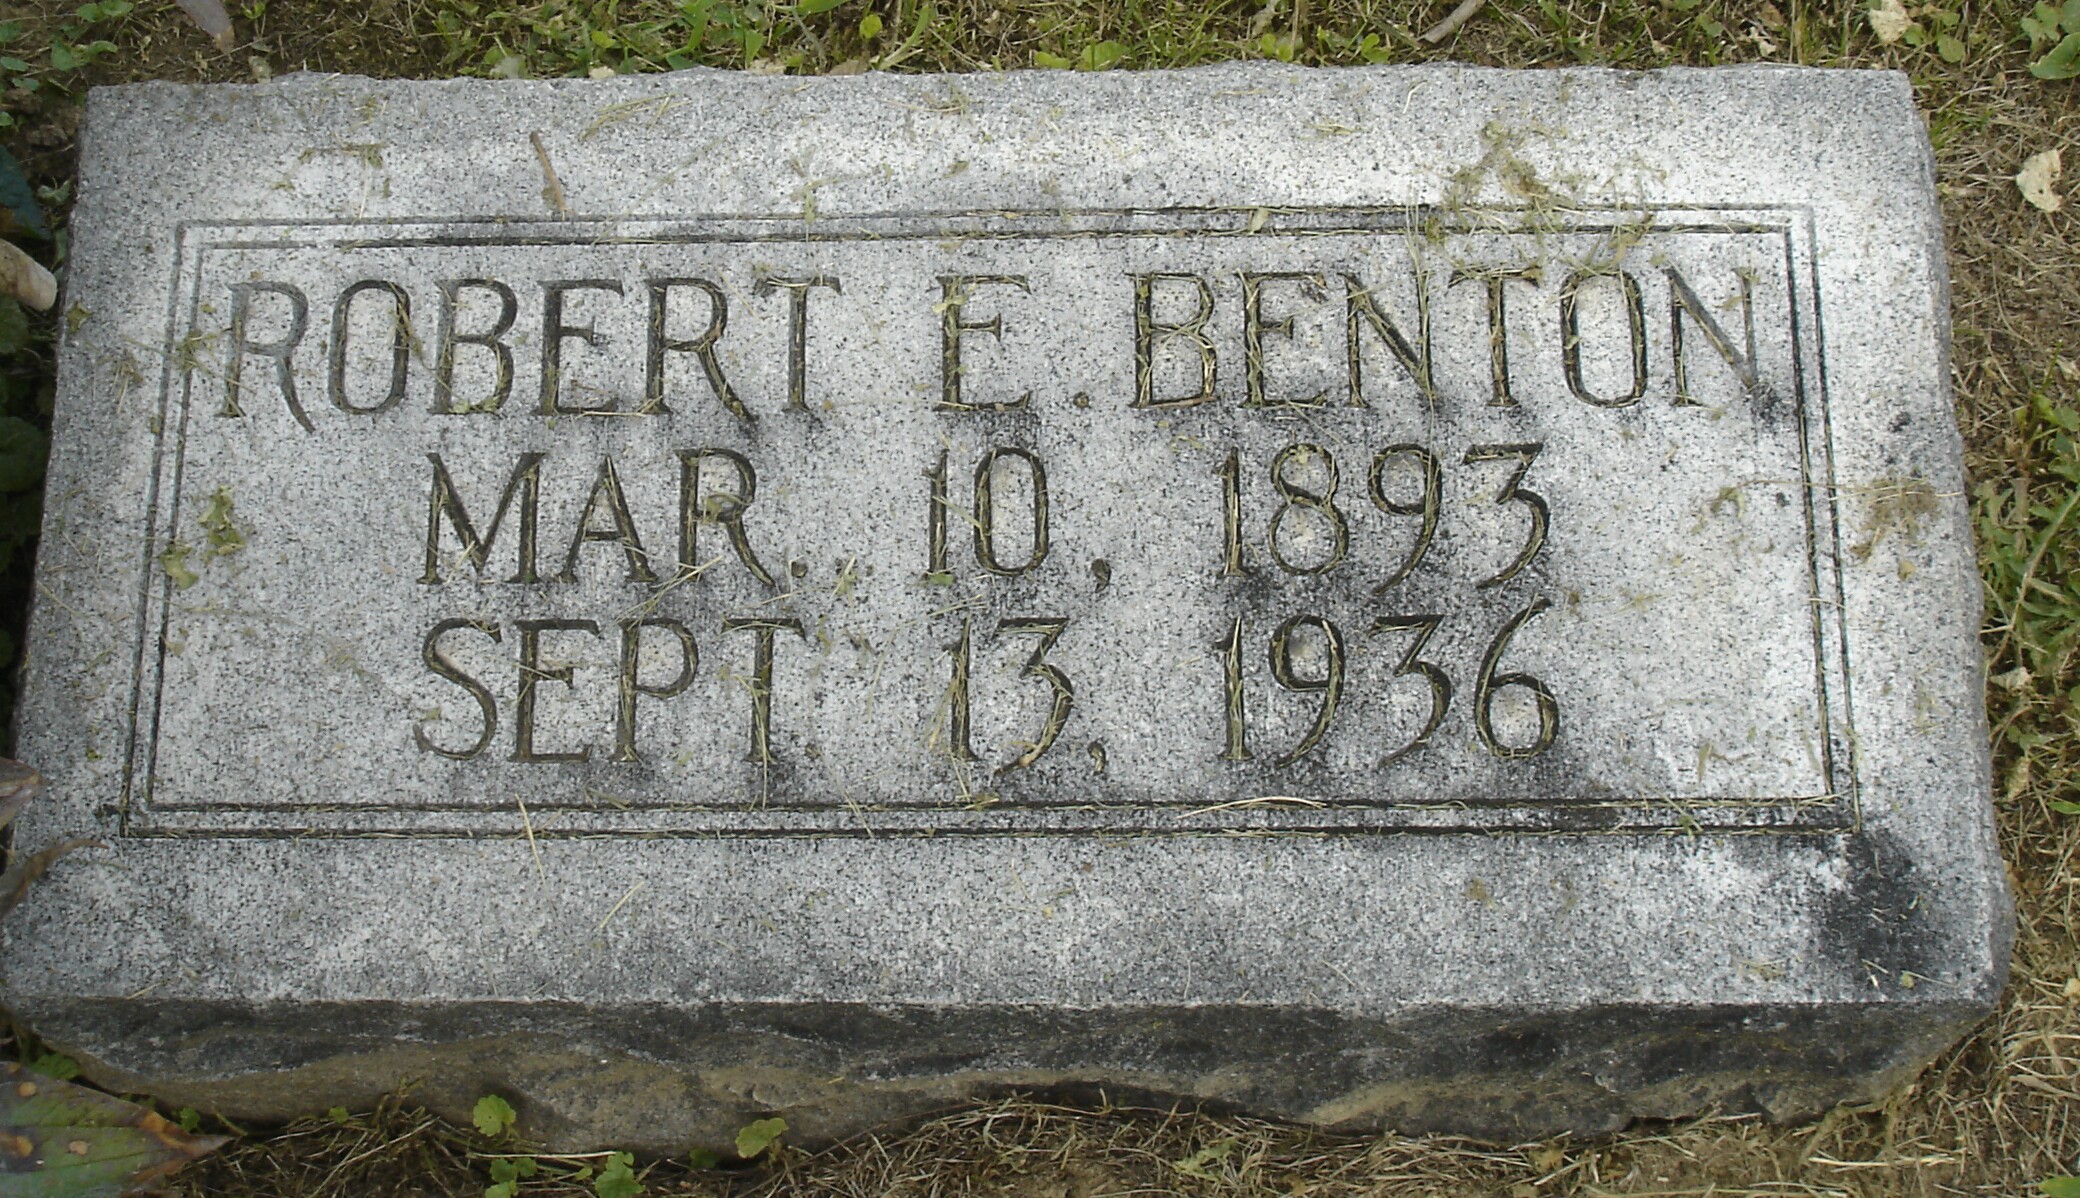 ROBERT E. BENTON
MAR. 10, 1893
SEPT. 13, 1936